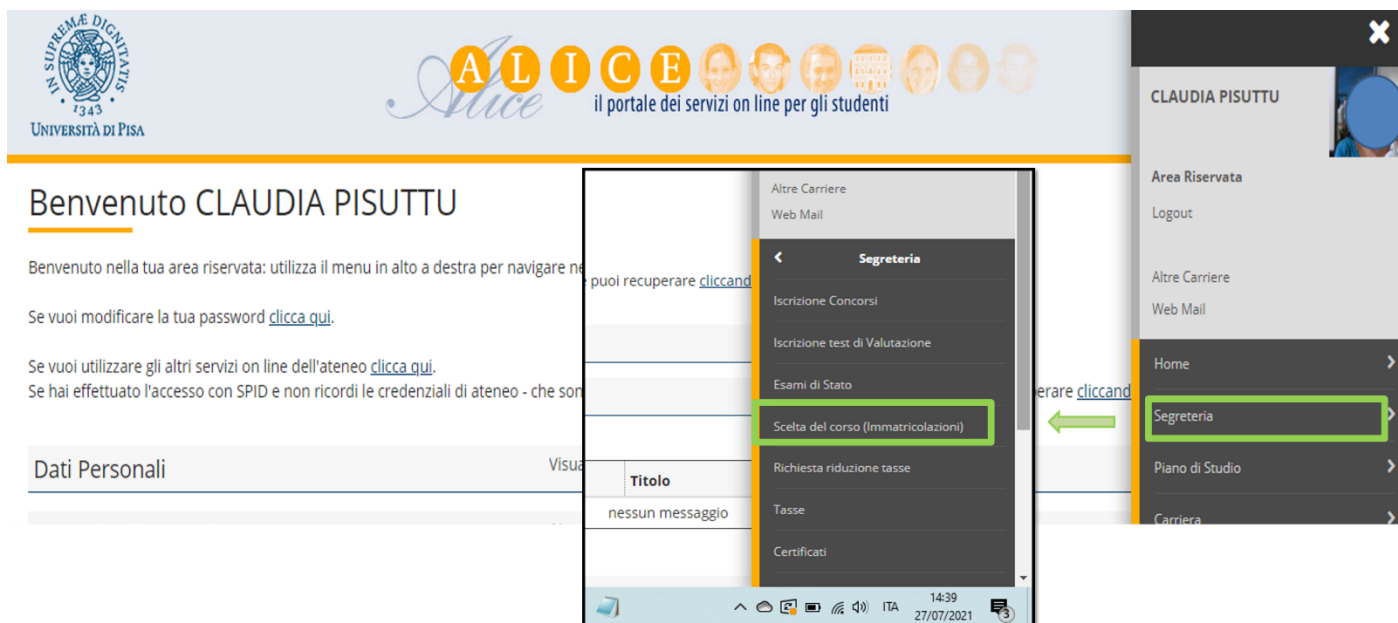 IN SUPREMÆ DIGNITATIS
1343
UNIVERSITÀ DI PISA
Alice
ALICE
il portale dei servizi on line per gli studenti
Benvenuto CLAUDIA PISUTTU
Benvenuto nella tua area riservata: utilizza il menu in alto a destra per navigare ne
Se vuoi modificare la tua password clicca qui.
Se vuoi utilizzare gli altri servizi on line dell'ateneo clicca qui.
Se hai effettuato l'accesso con SPID e non ricordi le credenziali di ateneo - che son
erare cliccand
Dati Personali
Visua
puoi recuperare cliccand
Titolo
nessun messaggio
Altre Carriere
Web Mail
Segreteria
Iscrizione Concorsi
Iscrizione test di Valutazione
Esami di Stato
Scelta del corso (Immatricolazioni)
Richiesta riduzione tasse
Tasse
Certificati
ITA
14:39
27/07/2021
3
CLAUDIA PISUTTU
Area Riservata
Logout
Altre Carriere
Web Mail
Home
Segreteria
Piano di Studio
Carriera